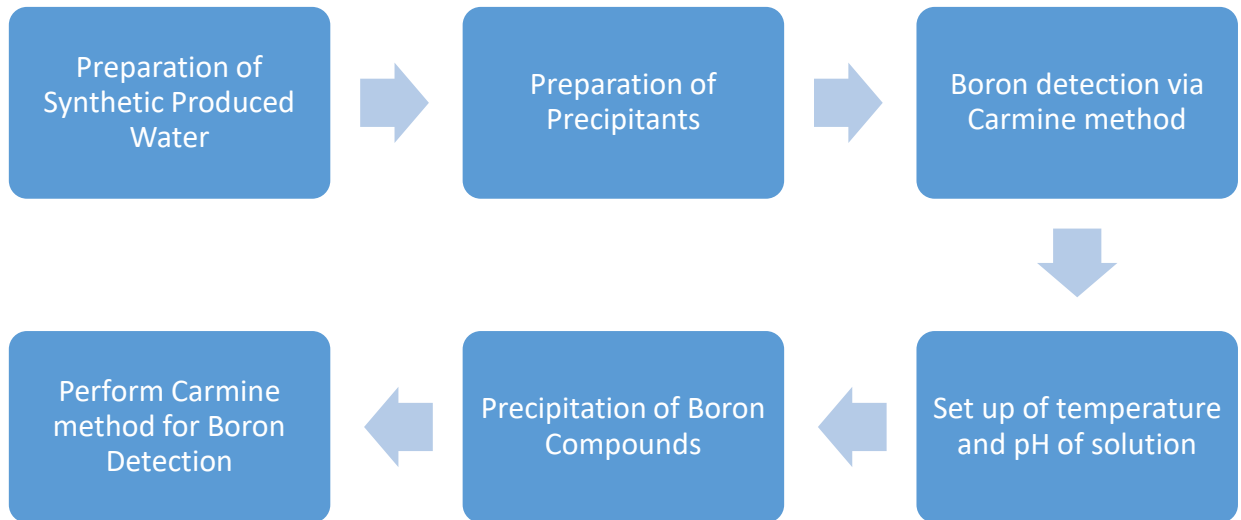 Preparation of
Synthetic Produced
Water
Preparation of
Precipitants
Boron detection via
Carmine method
Set up of temperature
and pH of solution
Precipitation of Boron
Compounds
Perform Carmine
method for Boron
Detection